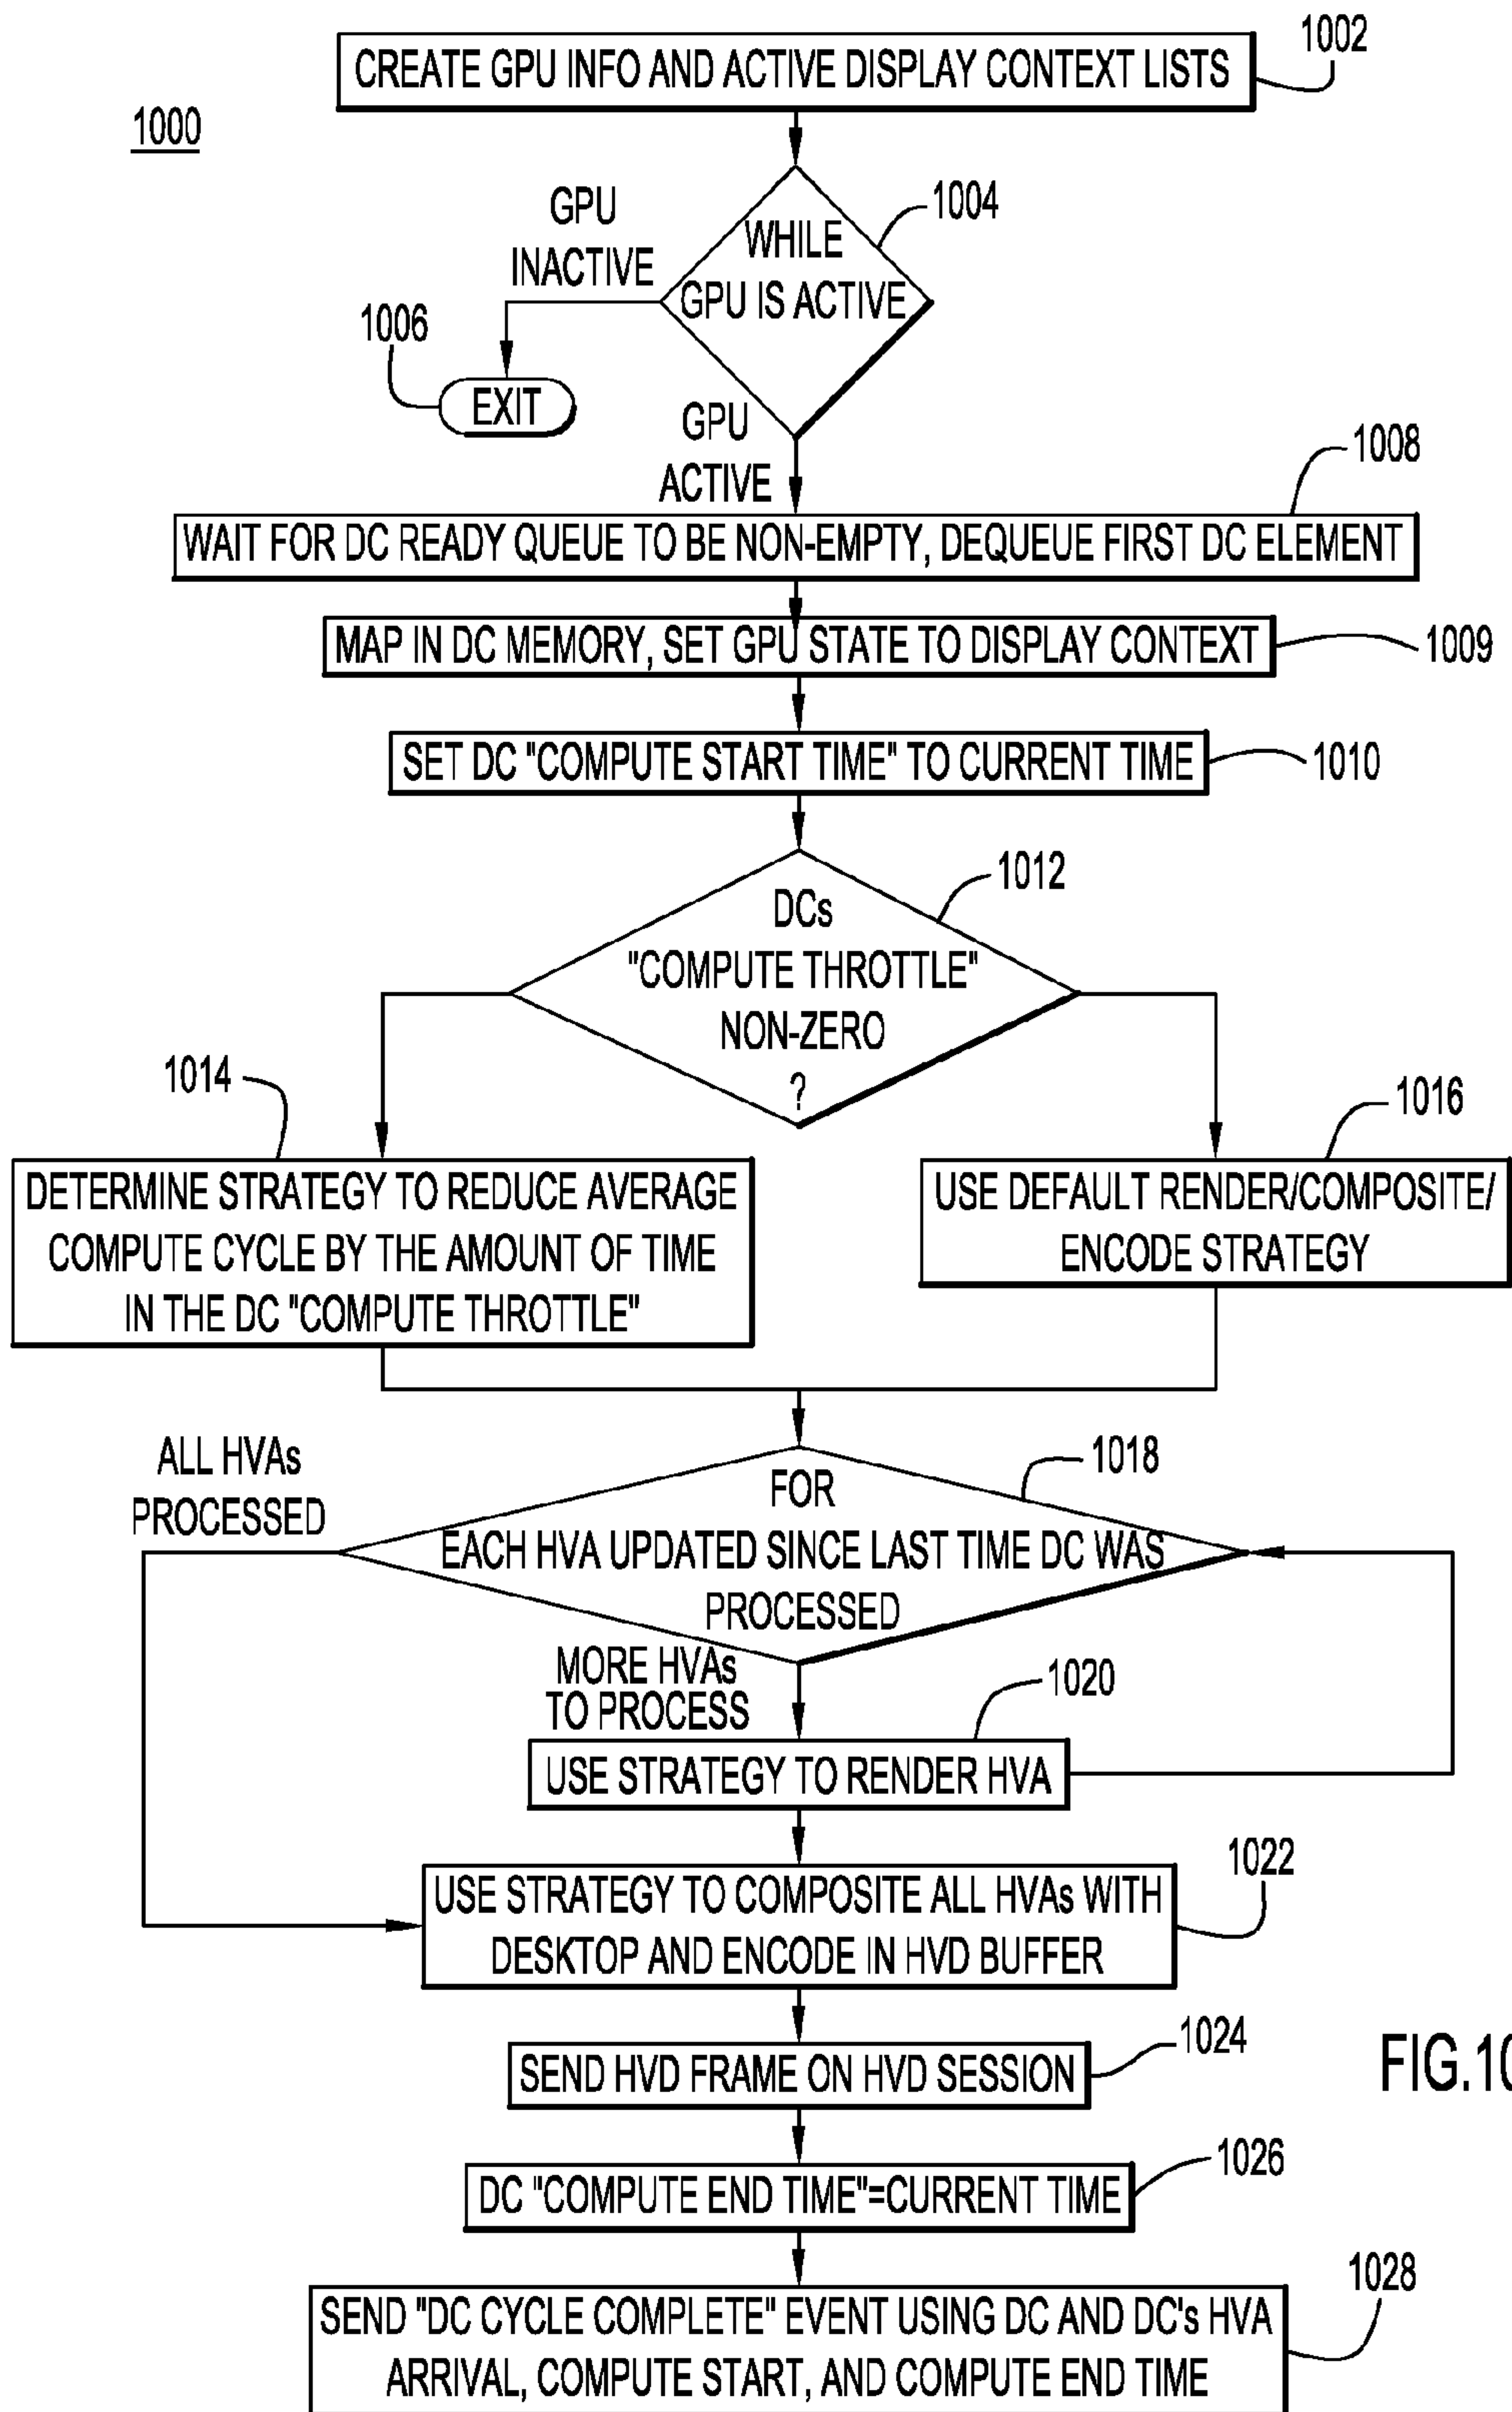 1002
CREATE GPU INFO AND ACTIVE DISPLAY CONTEXT LISTS
1000
1004
GPU
INACTIVE
WHILE
GPU IS ACTIVE
1006
EXIT
GPU
ACTIVE
1008
WAIT FOR DC READY QUEUE TO BE NON-EMPTY, DEQUEUE FIRST DC ELEMENT
MAP IN DC MEMORY, SET GPU STATE TO DISPLAY CONTEXT
1009
SET DC "COMPUTE START TIME" TO CURRENT TIME
1010
1012
DCs
"COMPUTE THROTTLE"
NON-ZERO
?
1014
1016
DETERMINE STRATEGY TO REDUCE AVERAGE
COMPUTE CYCLE BY THE AMOUNT OF TIME
IN THE DC "COMPUTE THROTTLE"
USE DEFAULT RENDER/COMPOSITE/
ENCODE STRATEGY
ALL HVAs
PROCESSED
1018
FOR
EACH HVA UPDATED SINCE LAST TIME DC WAS
PROCESSED
MORE HVAs
TO PROCESS
1020
USE STRATEGY TO RENDER HVA
1022
USE STRATEGY TO COMPOSITE ALL HVAs WITH
DESKTOP AND ENCODE IN HVD BUFFER
1024
SEND HVD FRAME ON HVD SESSION
FIG.10
1026
DC "COMPUTE END TIME"=CURRENT TIME
1028
SEND "DC CYCLE COMPLETE" EVENT USING DC AND DC's HVA
ARRIVAL, COMPUTE START, AND COMPUTE END TIME